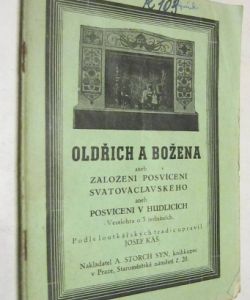 OLDŘICH A BOŽENA
aneb
ZALOŽENÍ POSVÍCENÍ
SVATOVÁCLAVSKÉHO
aneb
POSVÍCENÍ V HUDLICÍCH
Veselohra o 3 jednáních.
Podle loutkářských tradic upravil
JOSEF KÁŠ.
Nakladatel A. STORCH SYN, knihkupec
v Praze, Staroměstské náměstí č. 20.